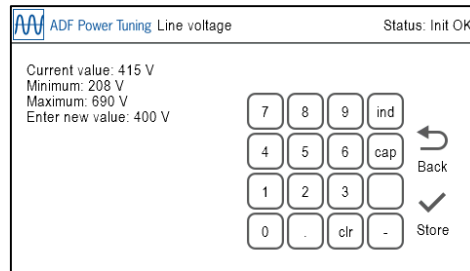 ADF Power Tuning Line voltage Status: Init OK
Current value: 415 V
Minimum: 208 V
Maximum: 690 V
Enter new value: 400 V
7 8 9 ind
4 5 6 cap
Back
1 2 3
0 . clr -
Store